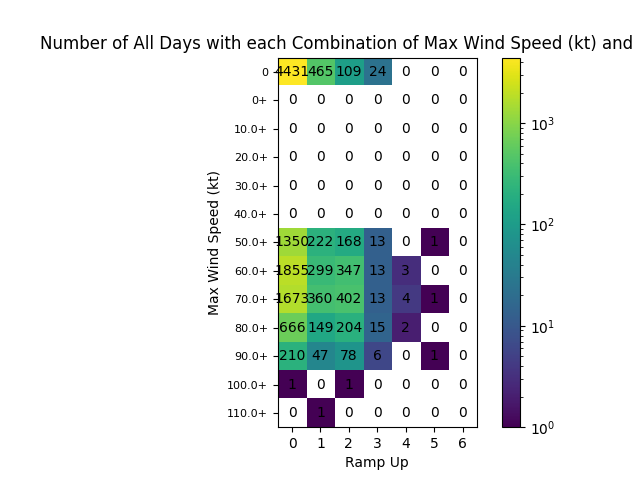 Number of All Days with each Combination of Max Wind Speed (kt) and
0 4431 465 109 24 0 0 0
0+ 0 0 0 0 0 0 0
10.0+ 0 0 0 0 0 0 0
20.0+ 0 0 0 0 0 0 0
30.0+ 0 0 0 0 0 0 0
40.0+ 0 0 0 0 0 0 0
50.0+ 1350 222 168 13 0 1 0
60.0+ 1855 299 347 13 3 0 0
70.0+ 1673 360 402 13 4 1 0
80.0+ 666 149 204 15 2 0 0
90.0+ 210 47 78 6 0 1 0
100.0+ 1 0 1 0 0 0 0
110.0+ 0 1 0 0 0 0 0
0 1 2 3 4 5 6
Ramp Up
Max Wind Speed (kt)
10³
10²
10¹
10⁰